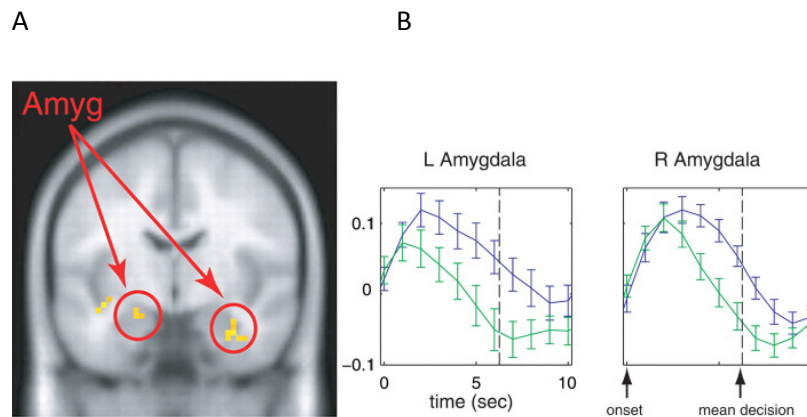 A
B
Amyg
L Amygdala
R Amygdala
0.1
0
−0.1
0
5
10
time (sec)
onset
mean decision